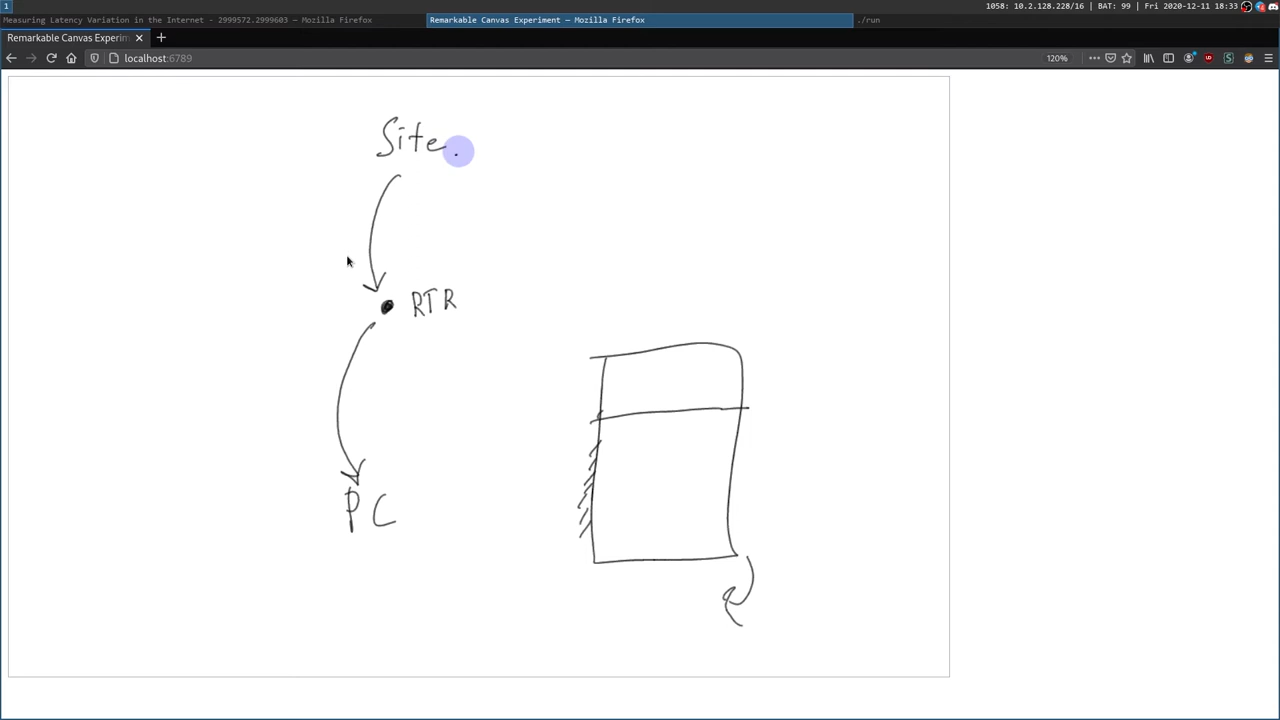 1
1058: 10.2.128.228/16 | BAT: 99 | Fri 2020-12-11 18:33
Measuring Latency Variation in the Internet - 2999572.2999603 — Mozilla Firefox
Remarkable Canvas Experiment — Mozilla Firefox
./run
Remarkable Canvas Experim
localhost:6789
120%
Site.
RTR
PC